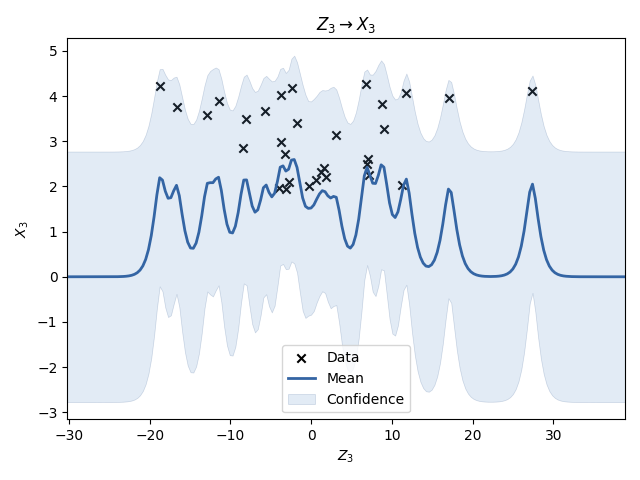 Z₃ → X₃
5
4
3
2
1
0
−1
−2
−3
X₃
Data
Mean
Confidence
−30 −20 −10 0 10 20 30
Z₃